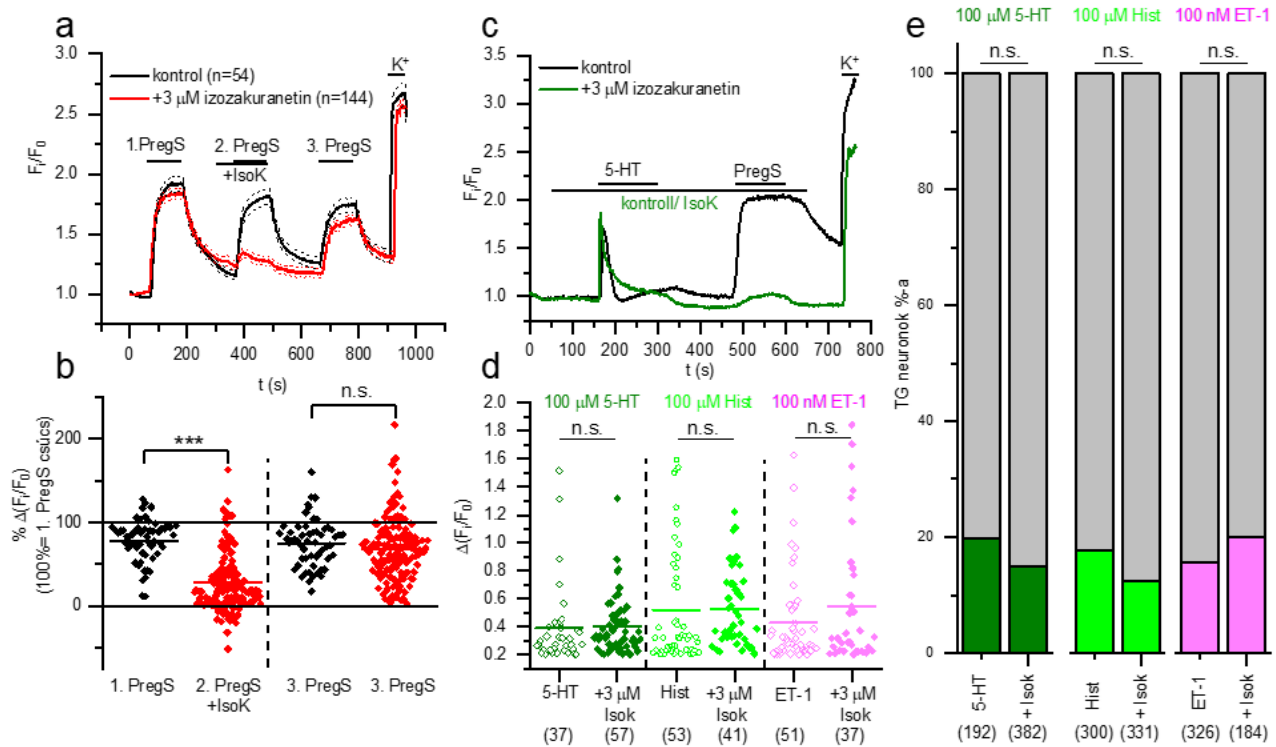 a
3.0
2.5
2.0
1.5
1.0
Fᵢ/F₀
kontrol (n=54)
+3 µM izozakuranetin (n=144)
K⁺
1.PregS
2. PregS
3. PregS
+IsoK
0
200
400
600
800
1000
t (s)
b
n.s.
***
200
100
0
% Δ(Fᵢ/F₀)
(100%= 1. PregS csúcs)
1. PregS
2. PregS
+IsoK
3. PregS
3. PregS
c
3.5
3.0
2.5
2.0
1.5
1.0
Fᵢ/F₀
kontrol
+3 µM izozakuranetin
K⁺
5-HT
PregS
kontroll/ IsoK
0
100
200
300
400
500
600
700
800
t (s)
d
100 µM 5-HT
100 µM Hist
100 nM ET-1
n.s.
n.s.
n.s.
2.0
1.8
1.6
1.4
1.2
1.0
0.8
0.6
0.4
0.2
Δ(Fᵢ/F₀)
5-HT
+3 µM
Isok
Hist
+3 µM
Isok
ET-1
+3 µM
Isok
(37)
(57)
(53)
(41)
(51)
(37)
e
100 µM 5-HT
100 µM Hist
100 nM ET-1
n.s.
n.s.
n.s.
100
80
60
40
20
0
TG neuronok %-a
5-HT
+ Isok
Hist
+ Isok
ET-1
+ Isok
(192)
(382)
(300)
(331)
(326)
(184)